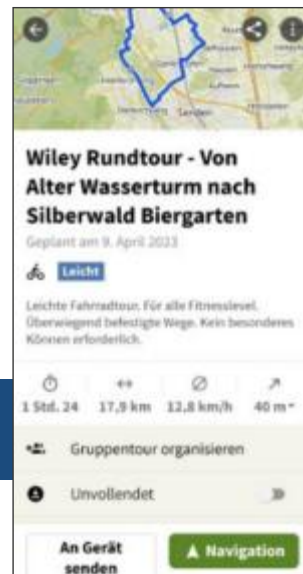 Senden
Wiley Rundtour - Von
Alter Wasserturm nach
Silberwald Biergarten
Geplant am 9. April 2023
Leicht
Leichte Fahrradtour. Für alle Fitnesslevel.
Überwiegend befestigte Wege. Kein besonderes
Können erforderlich.
1 Std. 24 17,9 km 12,8 km/h 40 m
Gruppentour organisieren
Unvollendet
An Gerät
senden
Navigation